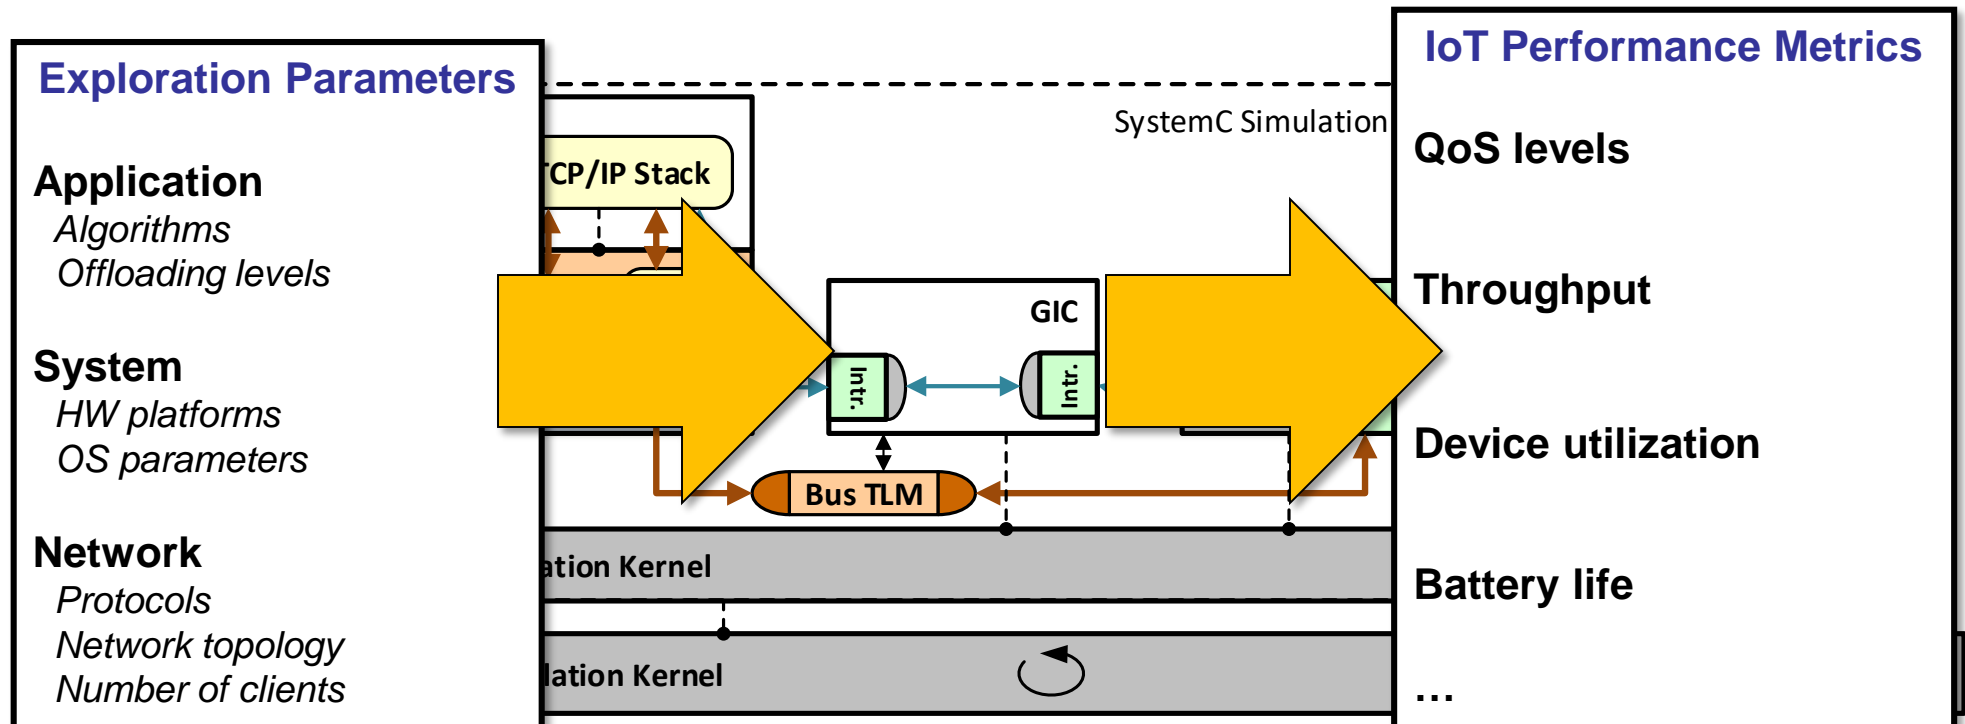 Exploration Parameters
Application
Algorithms
Offloading levels
System
HW platforms
OS parameters
Network
Protocols
Network topology
Number of clients
TCP/IP Stack
SystemC Simulation
GIC
Intr.
Intr.
Bus TLM
ation Kernel
lation Kernel
IoT Performance Metrics
QoS levels
Throughput
Device utilization
Battery life
...